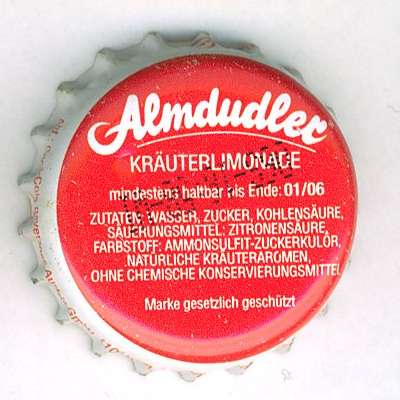 Almdudler
KRÄUTERLIMONADE
mindestens haltbar bis Ende: 01/06
ZUTATEN: WASSER, ZUCKER, KOHLENSÄURE,
SÄUERUNGSMITTEL: ZITRONENSÄURE,
FARBSTOFF: AMMONSULFIT-ZUCKERKULÖR,
NATÜRLICHE KRÄUTERAROMEN,
OHNE CHEMISCHE KONSERVIERUNGSMITTEL
Marke gesetzlich geschützt